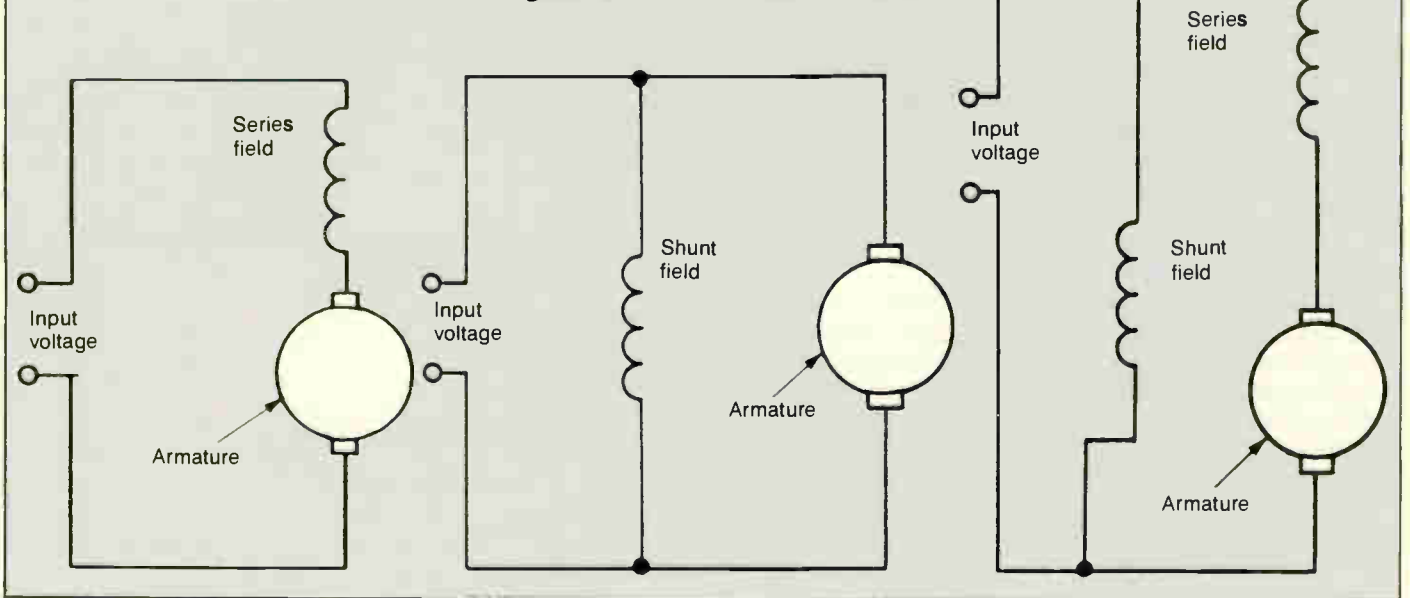 Series
field
Input
voltage
Armature
Shunt
field
Input
voltage
Armature
Series
field
Input
voltage
Shunt
field
Armature